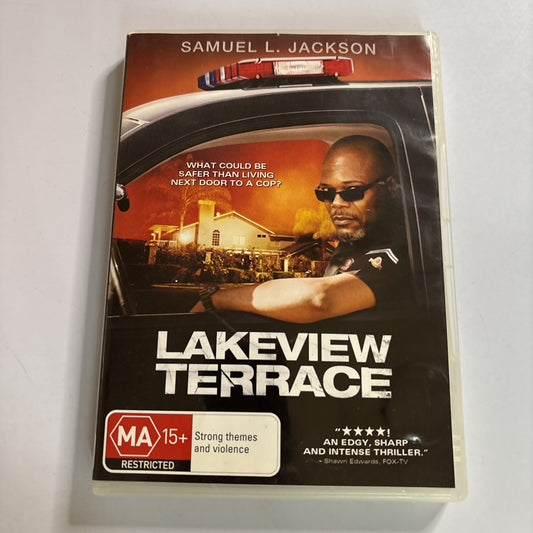 SAMUEL L. JACKSON
WHAT COULD BE
SAFER THAN LIVING
NEXT DOOR TO A COP?
LAKEVIEW
TERRACE
MA 15+
RESTRICTED
Strong themes
and violence
"★★★★!
AN EDGY, SHARP
AND INTENSE THRILLER."
- Shawn Edwards, FOX-TV